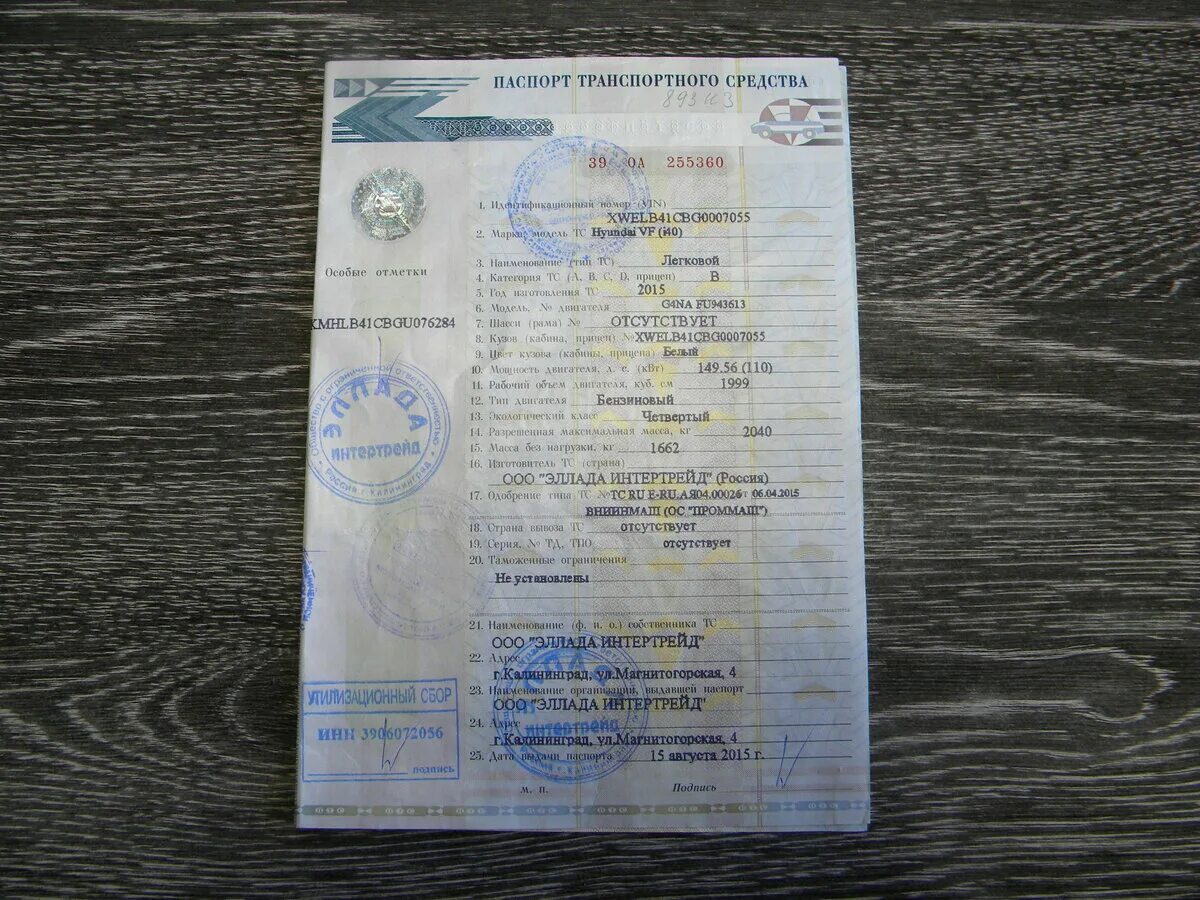 ПАСПОРТ ТРАНСПОРТНОГО СРЕДСТВА
893
39 ОА 255360
1. Идентификационный номер (VIN)
XWELB41CBG0007055
2. Марка, модель ТС Hyundai VF (i40)
3. Наименование (тип ТС) Легковой
4. Категория ТС (A, B, C, D, прицеп) B
5. Год изготовления ТС 2015
6. Модель, № двигателя G4NA FU943613
7. Шасси (рама) № ОТСУТСТВУЕТ
8. Кузов (кабина, прицеп) № XWELB41CBG0007055
9. Цвет кузова (кабины, прицепа) Белый
10. Мощность двигателя, л. с. (кВт) 149.56 (110)
11. Рабочий объем двигателя, куб. см 1999
12. Тип двигателя Бензиновый
13. Экологический класс Четвертый
14. Разрешенная максимальная масса, кг 2040
15. Масса без нагрузки, кг 1662
16. Изготовитель ТС (страна)
ООО "ЭЛЛАДА ИНТЕРТРЕЙД" (Россия)
17. Одобрение типа ТС № ТС RU E-RU.АЯ04.00026 от 06.04.2015
ВНИИНМАШ (ОС "ПРОММАШ")
18. Страна вывоза ТС отсутствует
19. Серия, № ТД, ТПО отсутствует
20. Таможенные ограничения
Не установлены
21. Наименование (ф. и. о.) собственника ТС
ООО "ЭЛЛАДА ИНТЕРТРЕЙД"
22. Адрес
г.Калининград, ул.Магнитогорская, 4
23. Наименование организации, выдавшей паспорт
ООО "ЭЛЛАДА ИНТЕРТРЕЙД"
24. Адрес
г.Калининград, ул.Магнитогорская, 4
25. Дата выдачи паспорта 15 августа 2015 г.
м. п. Подпись
Особые отметки
XMHLB41CBGU076284
Общество с ограниченной ответственностью
ЭЛЛАДА
интертрейд
Россия г. Калининград
УТИЛИЗАЦИОННЫЙ СБОР
ИНН 3906072056
подпись